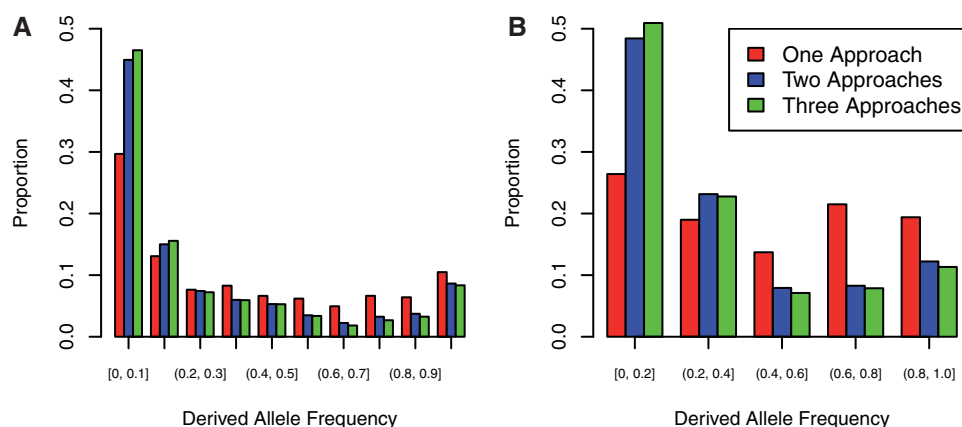 A
Proportion
0.5
0.4
0.3
0.2
0.1
0.0
[0, 0.1]
(0.2, 0.3]
(0.4, 0.5]
(0.6, 0.7]
(0.8, 0.9]
Derived Allele Frequency
B
Proportion
0.5
0.4
0.3
0.2
0.1
0.0
One Approach
Two Approaches
Three Approaches
[0, 0.2]
(0.2, 0.4]
(0.4, 0.6]
(0.6, 0.8]
(0.8, 1.0]
Derived Allele Frequency